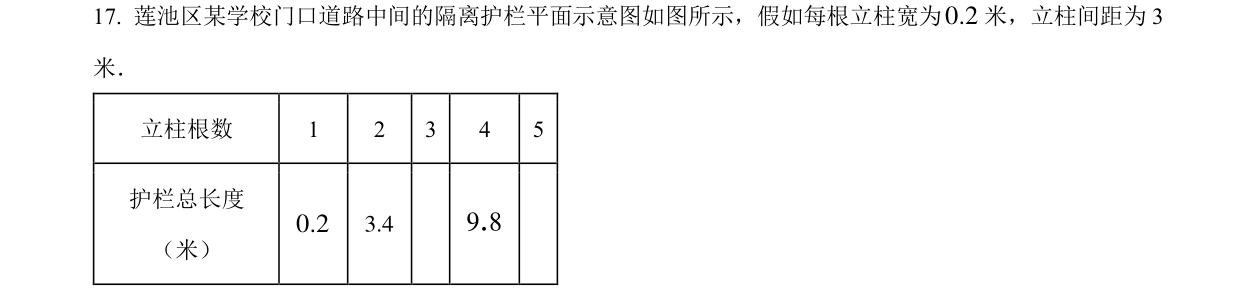 17. 莲池区某学校门口道路中间的隔离护栏平面示意图如图所示，假如每根立柱宽为0.2 米，立柱间距为 3
米．
立柱根数 1 2 3 4 5
护栏总长度
（米） 0.2 3.4 9.8